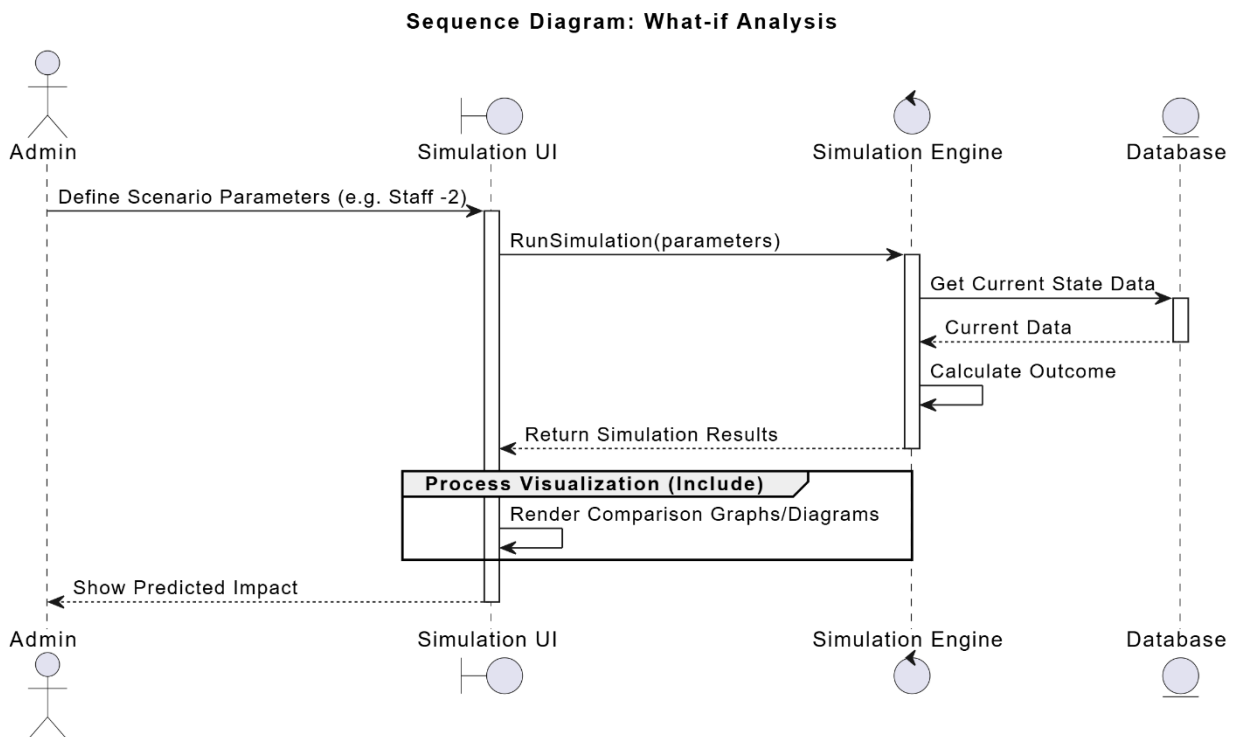 Sequence Diagram: What-if Analysis
Admin
Simulation UI
Simulation Engine
Database
Define Scenario Parameters (e.g. Staff -2)
RunSimulation(parameters)
Get Current State Data
Current Data
Calculate Outcome
Return Simulation Results
Process Visualization (Include)
Render Comparison Graphs/Diagrams
Show Predicted Impact
Admin
Simulation UI
Simulation Engine
Database